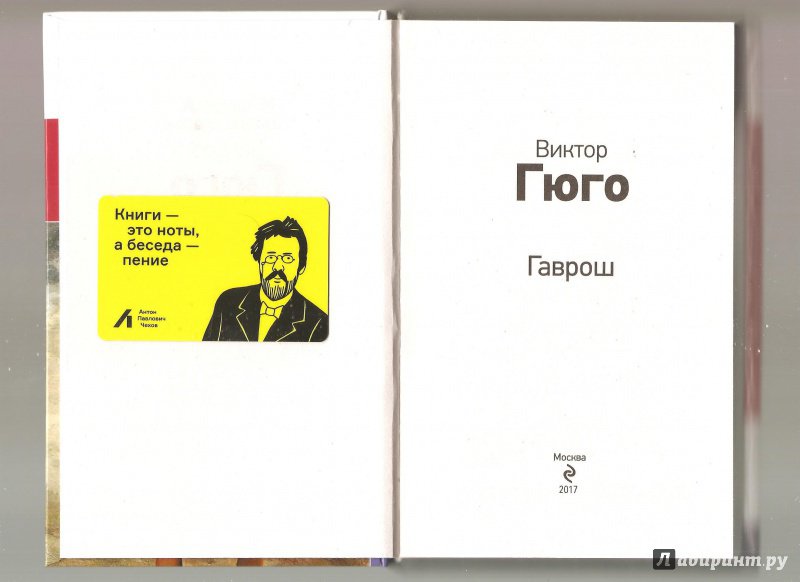 Книги —
это ноты,
а беседа —
пение
Антон
Павлович
Чехов
Виктор
Гюго
Гаврош
Москва
2017
Лабиринт.ру